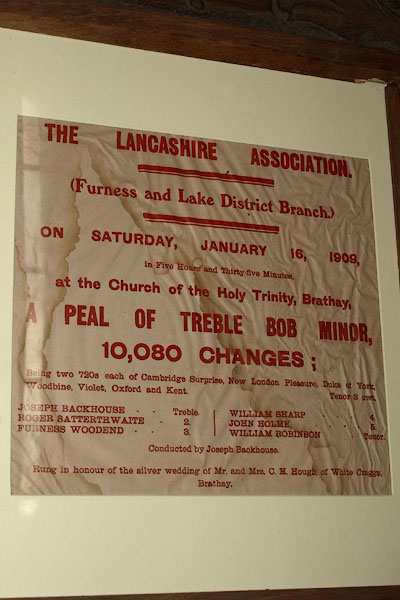 THE LANCASHIRE ASSOCIATION.
(Furness and Lake District Branch.)
ON SATURDAY, JANUARY 16, 1909,
in Five Hours and Thirty-five Minutes,
at the Church of the Holy Trinity, Brathay,
A PEAL OF TREBLE BOB MINOR,
10,080 CHANGES;
Being two 720s each of Cambridge Surprise, New London Pleasure, Duke of York,
Woodbine, Violet, Oxford and Kent. Tenor 8 cwt.
JOSEPH BACKHOUSE - Treble. WILLIAM SHARP - 4.
ROGER SATTERTHWAITE - 2. JOHN HOLME - 5.
FURNESS WOODEND - - 3. WILLIAM ROBINSON - Tenor.
Conducted by Joseph Backhouse.
Rung in honour of the silver wedding of Mr. and Mrs. C. H. Hough, of White Craggs,
Brathay.